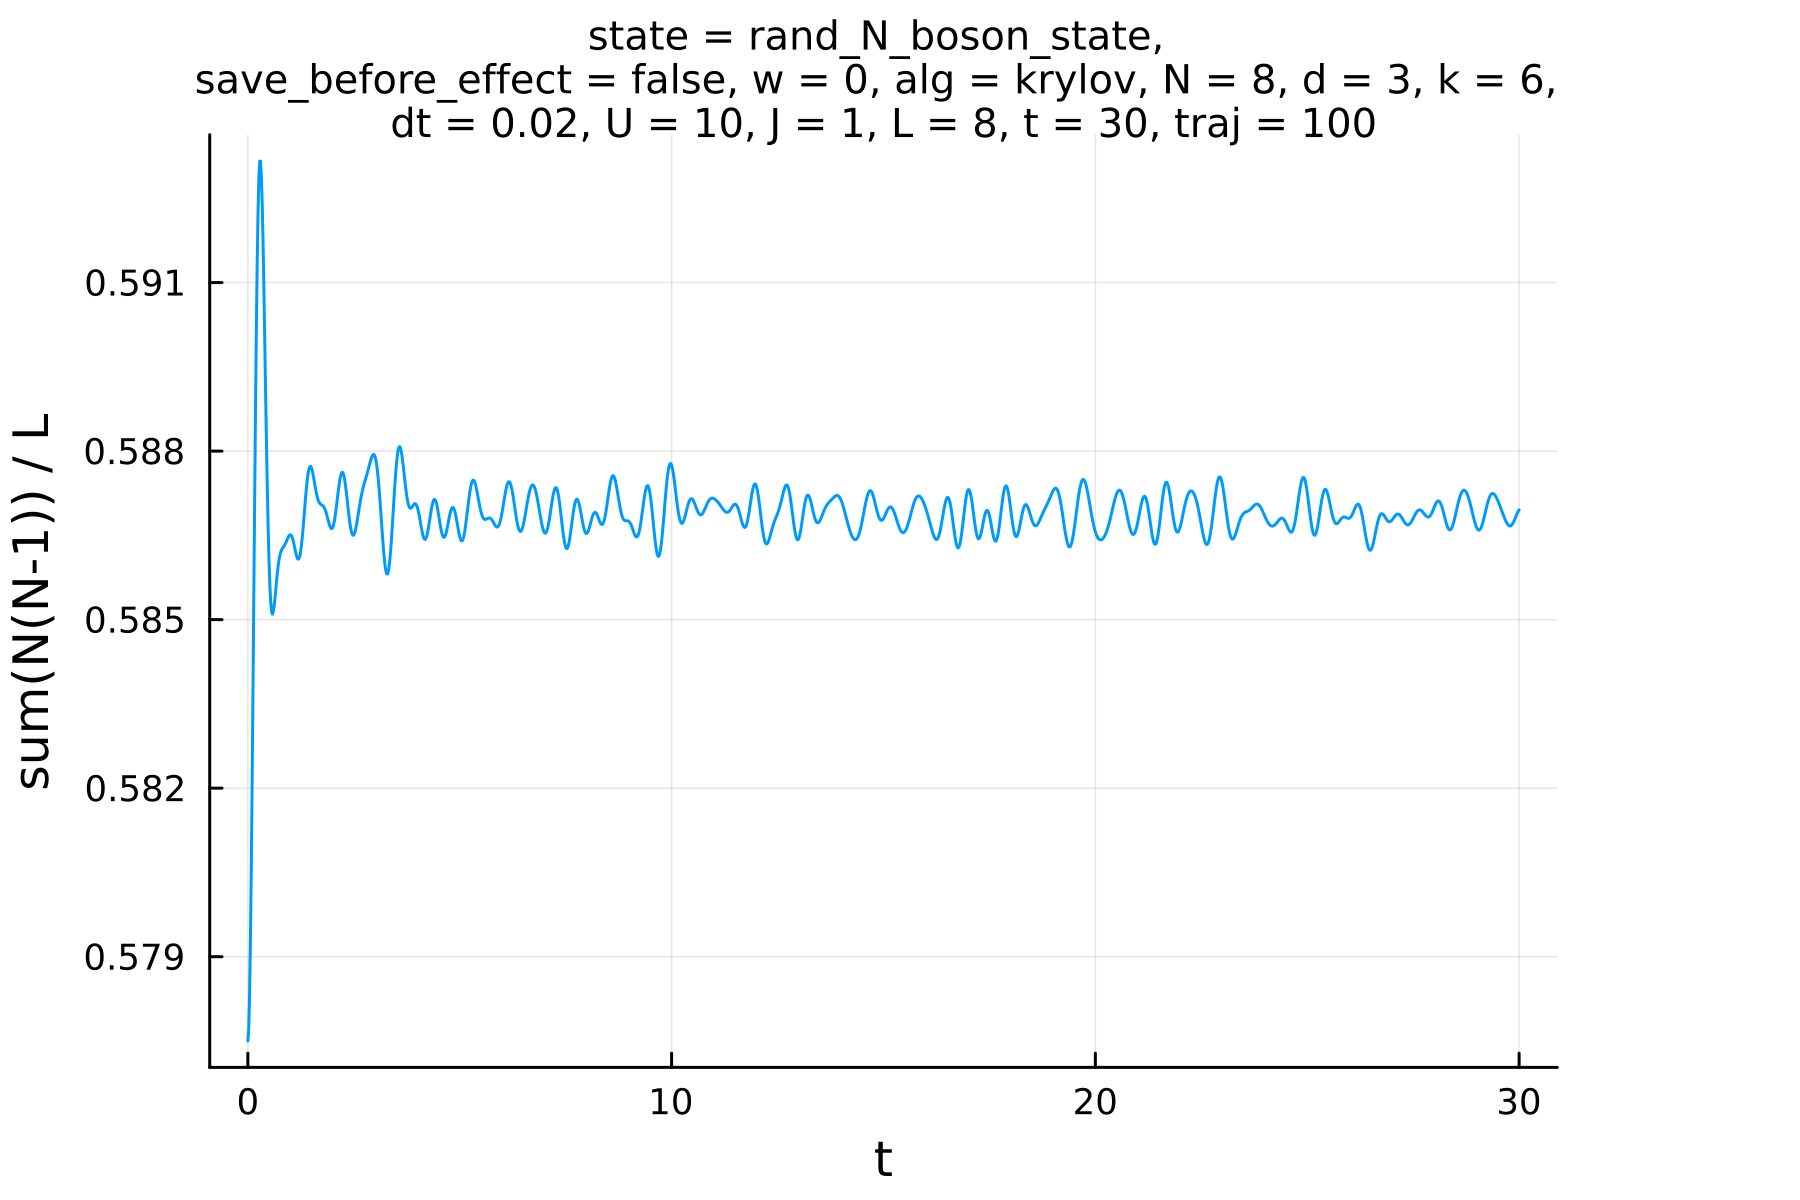 state = rand_N_boson_state,
save_before_effect = false, w = 0, alg = krylov, N = 8, d = 3, k = 6,
dt = 0.02, U = 10, J = 1, L = 8, t = 30, traj = 100
sum(N(N-1)) / L
0.591
0.588
0.585
0.582
0.579
0
10
20
30
t